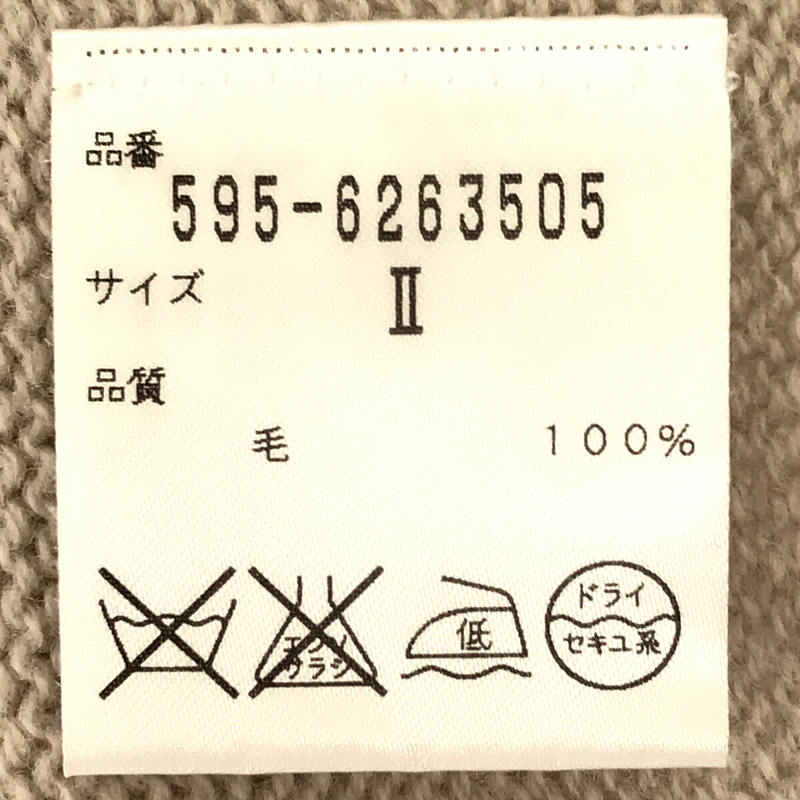 品番
595-6263505
サイズ
II
品質
毛 100%
エンソ
サラシ
低
ドライ
セキユ系